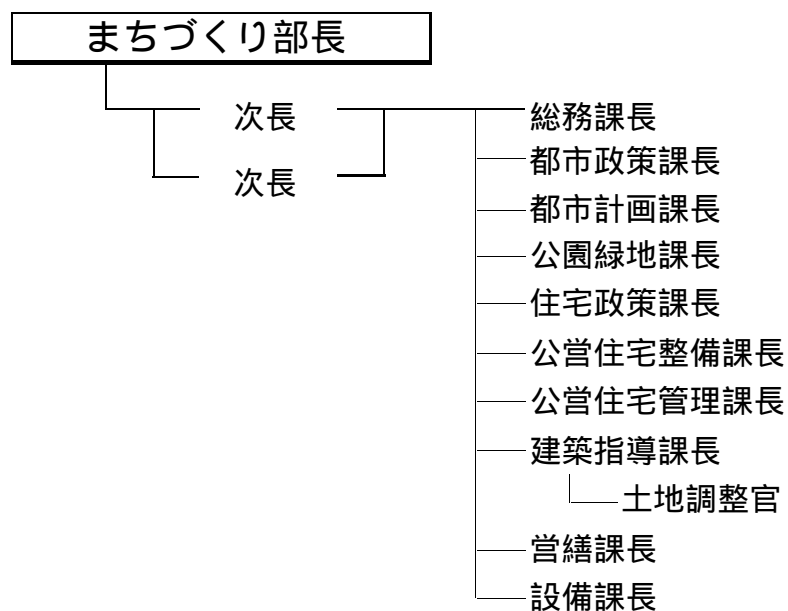 まちづくり部長
次長
次長
総務課長
都市政策課長
都市計画課長
公園緑地課長
住宅政策課長
公営住宅整備課長
公営住宅管理課長
建築指導課長
土地調整官
営繕課長
設備課長